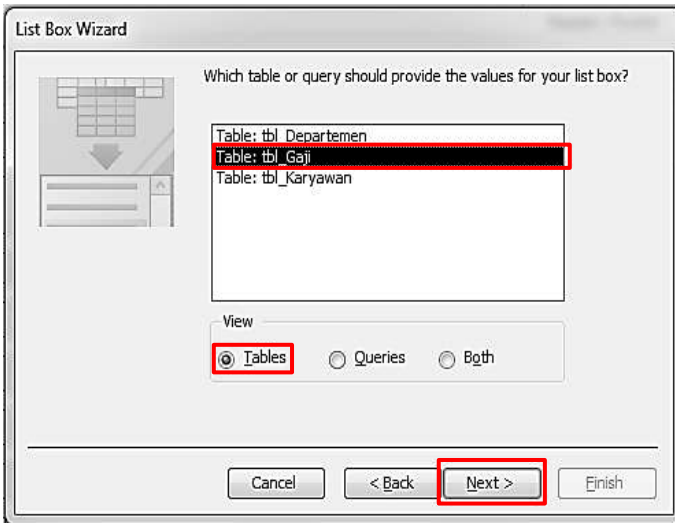 List Box Wizard
Which table or query should provide the values for your list box?
Table: tbl_Departemen
Table: tbl_Gaji
Table: tbl_Karyawan
View
Tables Queries Both
Cancel < Back Next > Finish